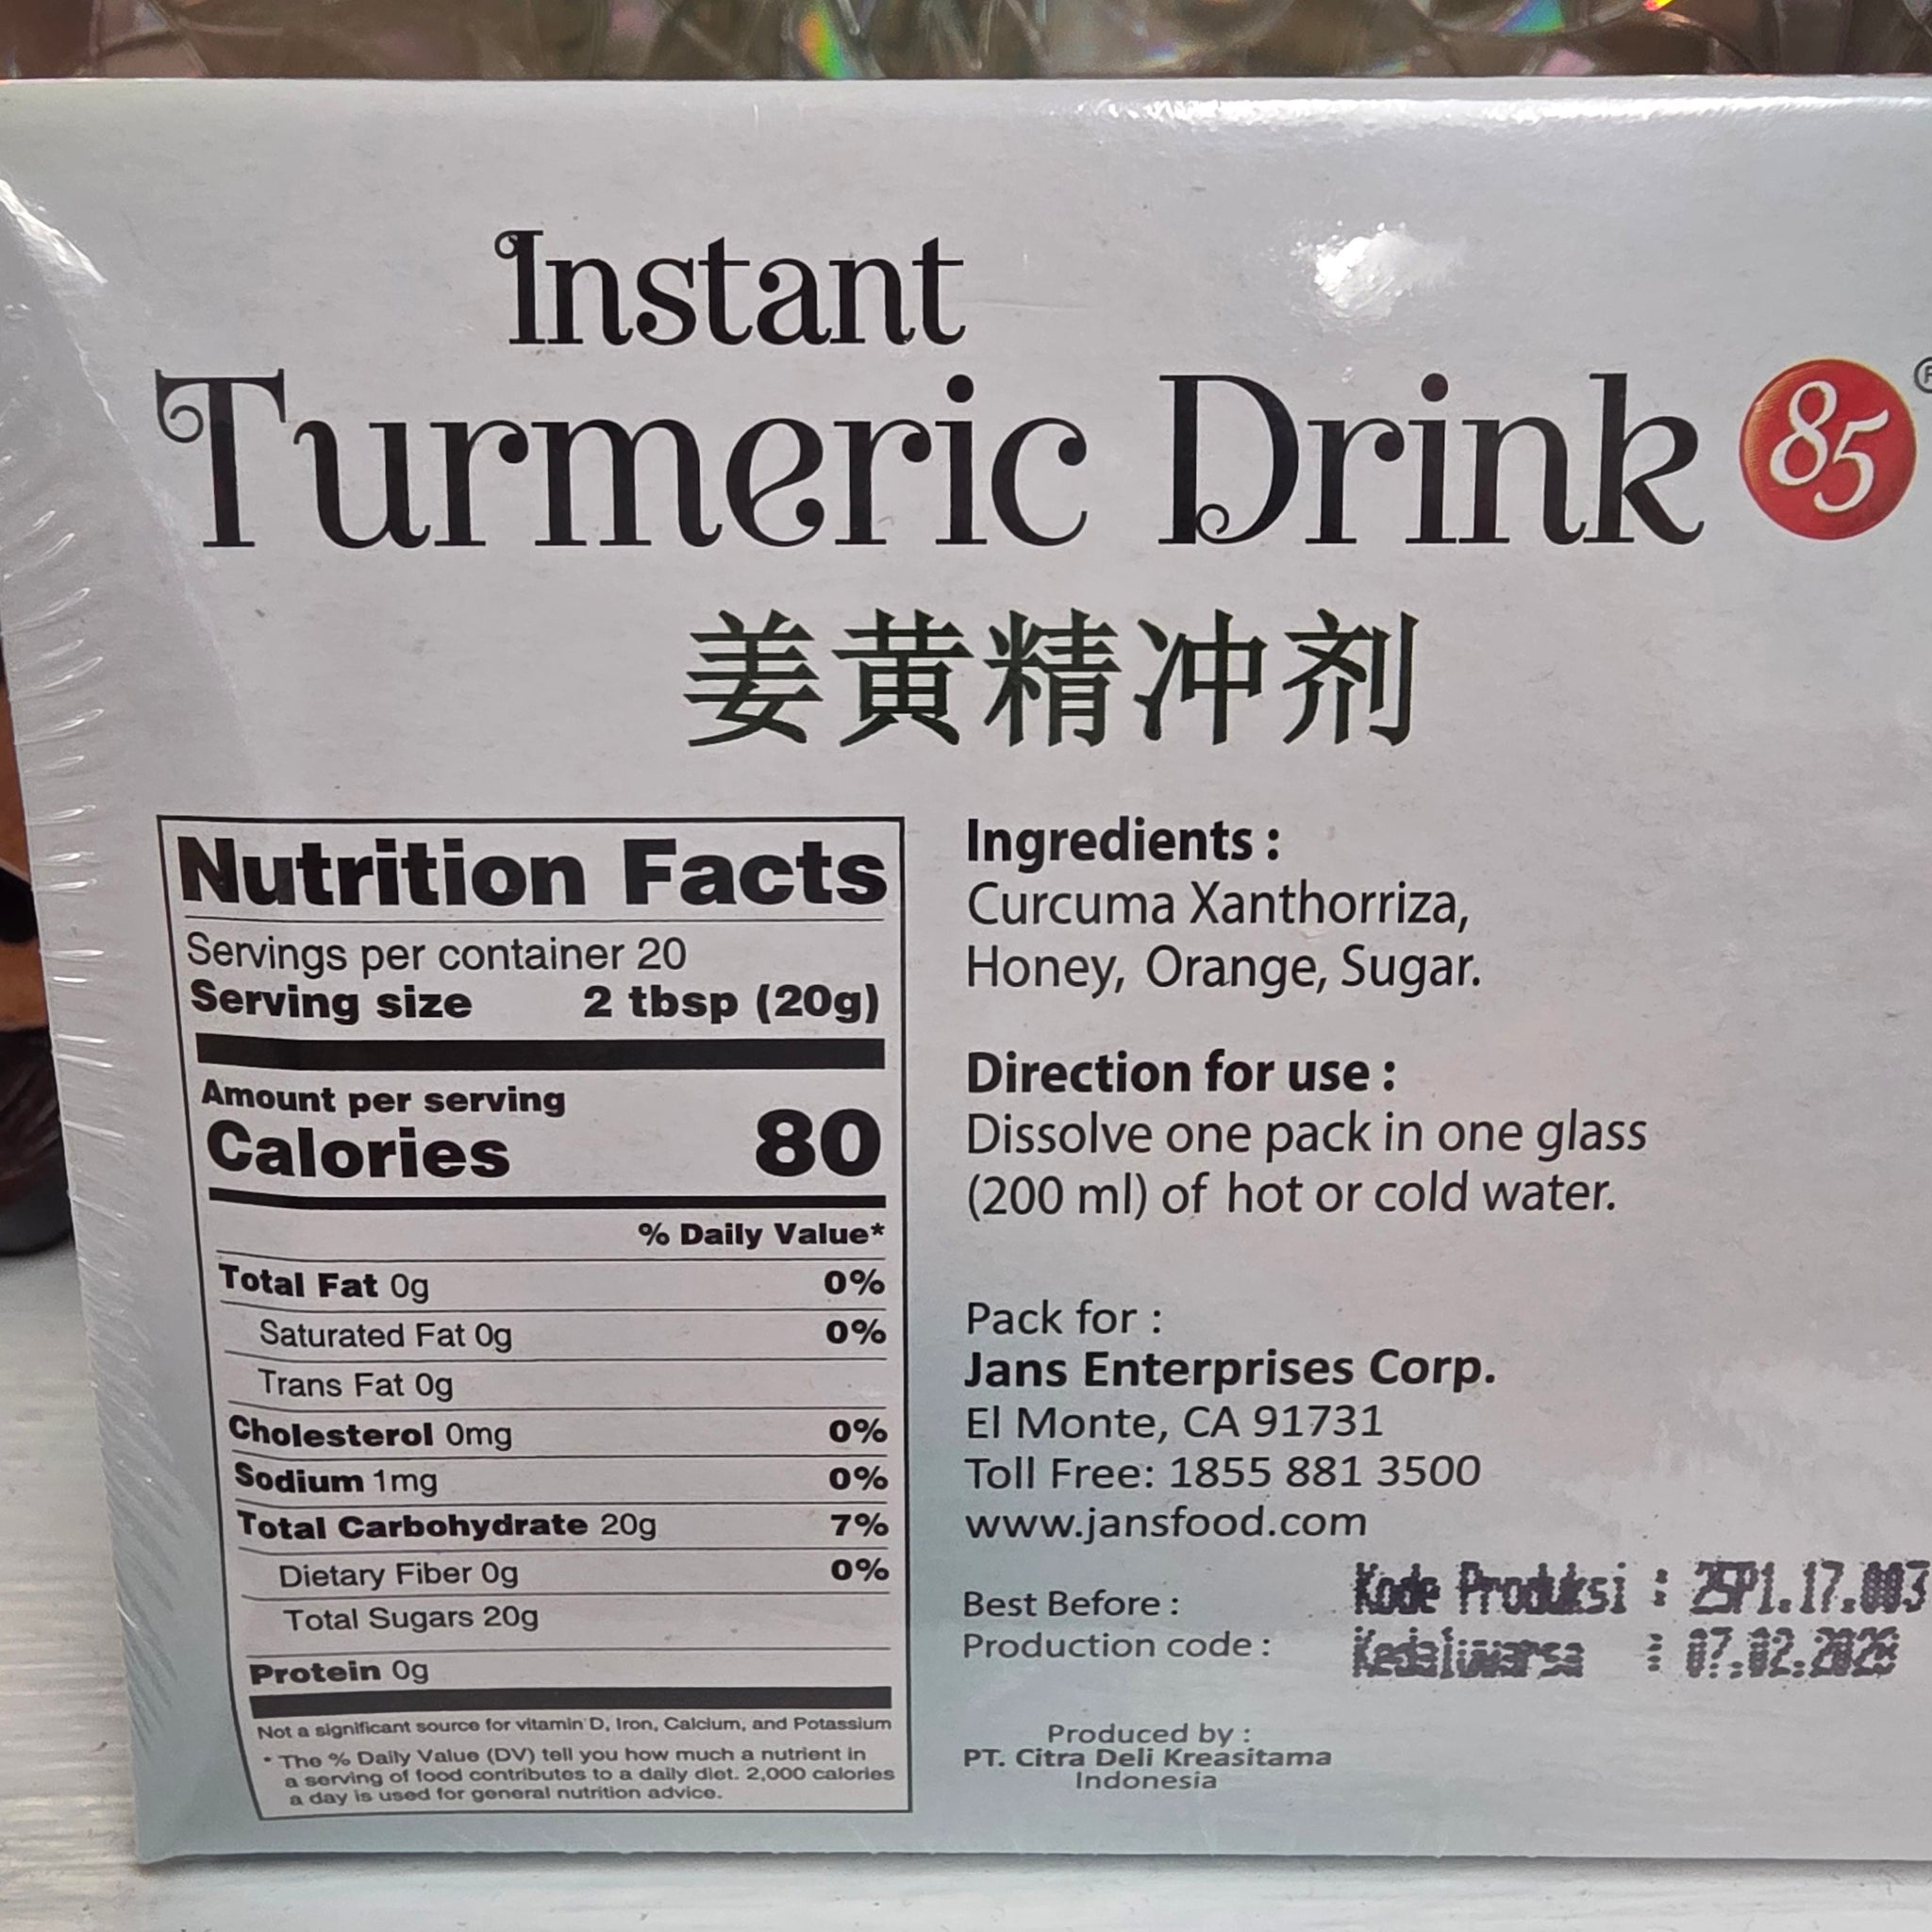 Instant
Turmeric Drink 85 ®
姜黄精冲剂
Nutrition Facts
Servings per container 20
Serving size 2 tbsp (20g)
Amount per serving
Calories 80
% Daily Value*
Total Fat 0g 0%
Saturated Fat 0g 0%
Trans Fat 0g
Cholesterol 0mg 0%
Sodium 1mg 0%
Total Carbohydrate 20g 7%
Dietary Fiber 0g 0%
Total Sugars 20g
Protein 0g
Not a significant source for vitamin D, Iron, Calcium, and Potassium
* The % Daily Value (DV) tell you how much a nutrient in
a serving of food contributes to a daily diet. 2,000 calories
a day is used for general nutrition advice.
Ingredients :
Curcuma Xanthorriza,
Honey, Orange, Sugar.
Direction for use :
Dissolve one pack in one glass
(200 ml) of hot or cold water.
Pack for :
Jans Enterprises Corp.
El Monte, CA 91731
Toll Free: 1855 881 3500
www.jansfood.com
Best Before :
Production code :
Kode Produksi :
Kedaluwarsa :
Produced by :
PT. Citra Deli Kreasitama
Indonesia